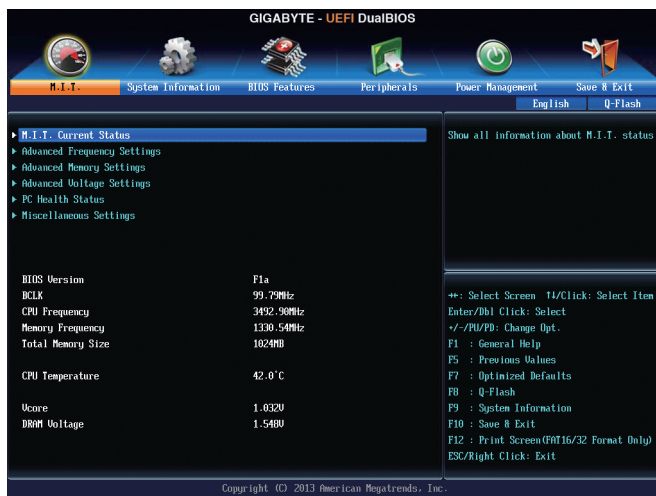 GIGABYTE - UEFI DualBIOS
M.I.T. System Information BIOS Features Peripherals Power Management Save & Exit
English Q-Flash
M.I.T. Current Status
Advanced Frequency Settings
Advanced Memory Settings
Advanced Voltage Settings
PC Health Status
Miscellaneous Settings
Show all information about M.I.T. status
BIOS Version F1a
BCLK 99.79MHz
CPU Frequency 3492.90MHz
Memory Frequency 1330.54MHz
Total Memory Size 1024MB
CPU Temperature 42.0°C
Vcore 1.032V
DRAM Voltage 1.548V
→←: Select Screen ↑↓/Click: Select Item
Enter/Dbl Click: Select
+/-/PU/PD: Change Opt.
F1 : General Help
F5 : Previous Values
F7 : Optimized Defaults
F8 : Q-Flash
F9 : System Information
F10 : Save & Exit
F12 : Print Screen(FAT16/32 Format Only)
ESC/Right Click: Exit
Copyright (C) 2013 American Megatrends, Inc.